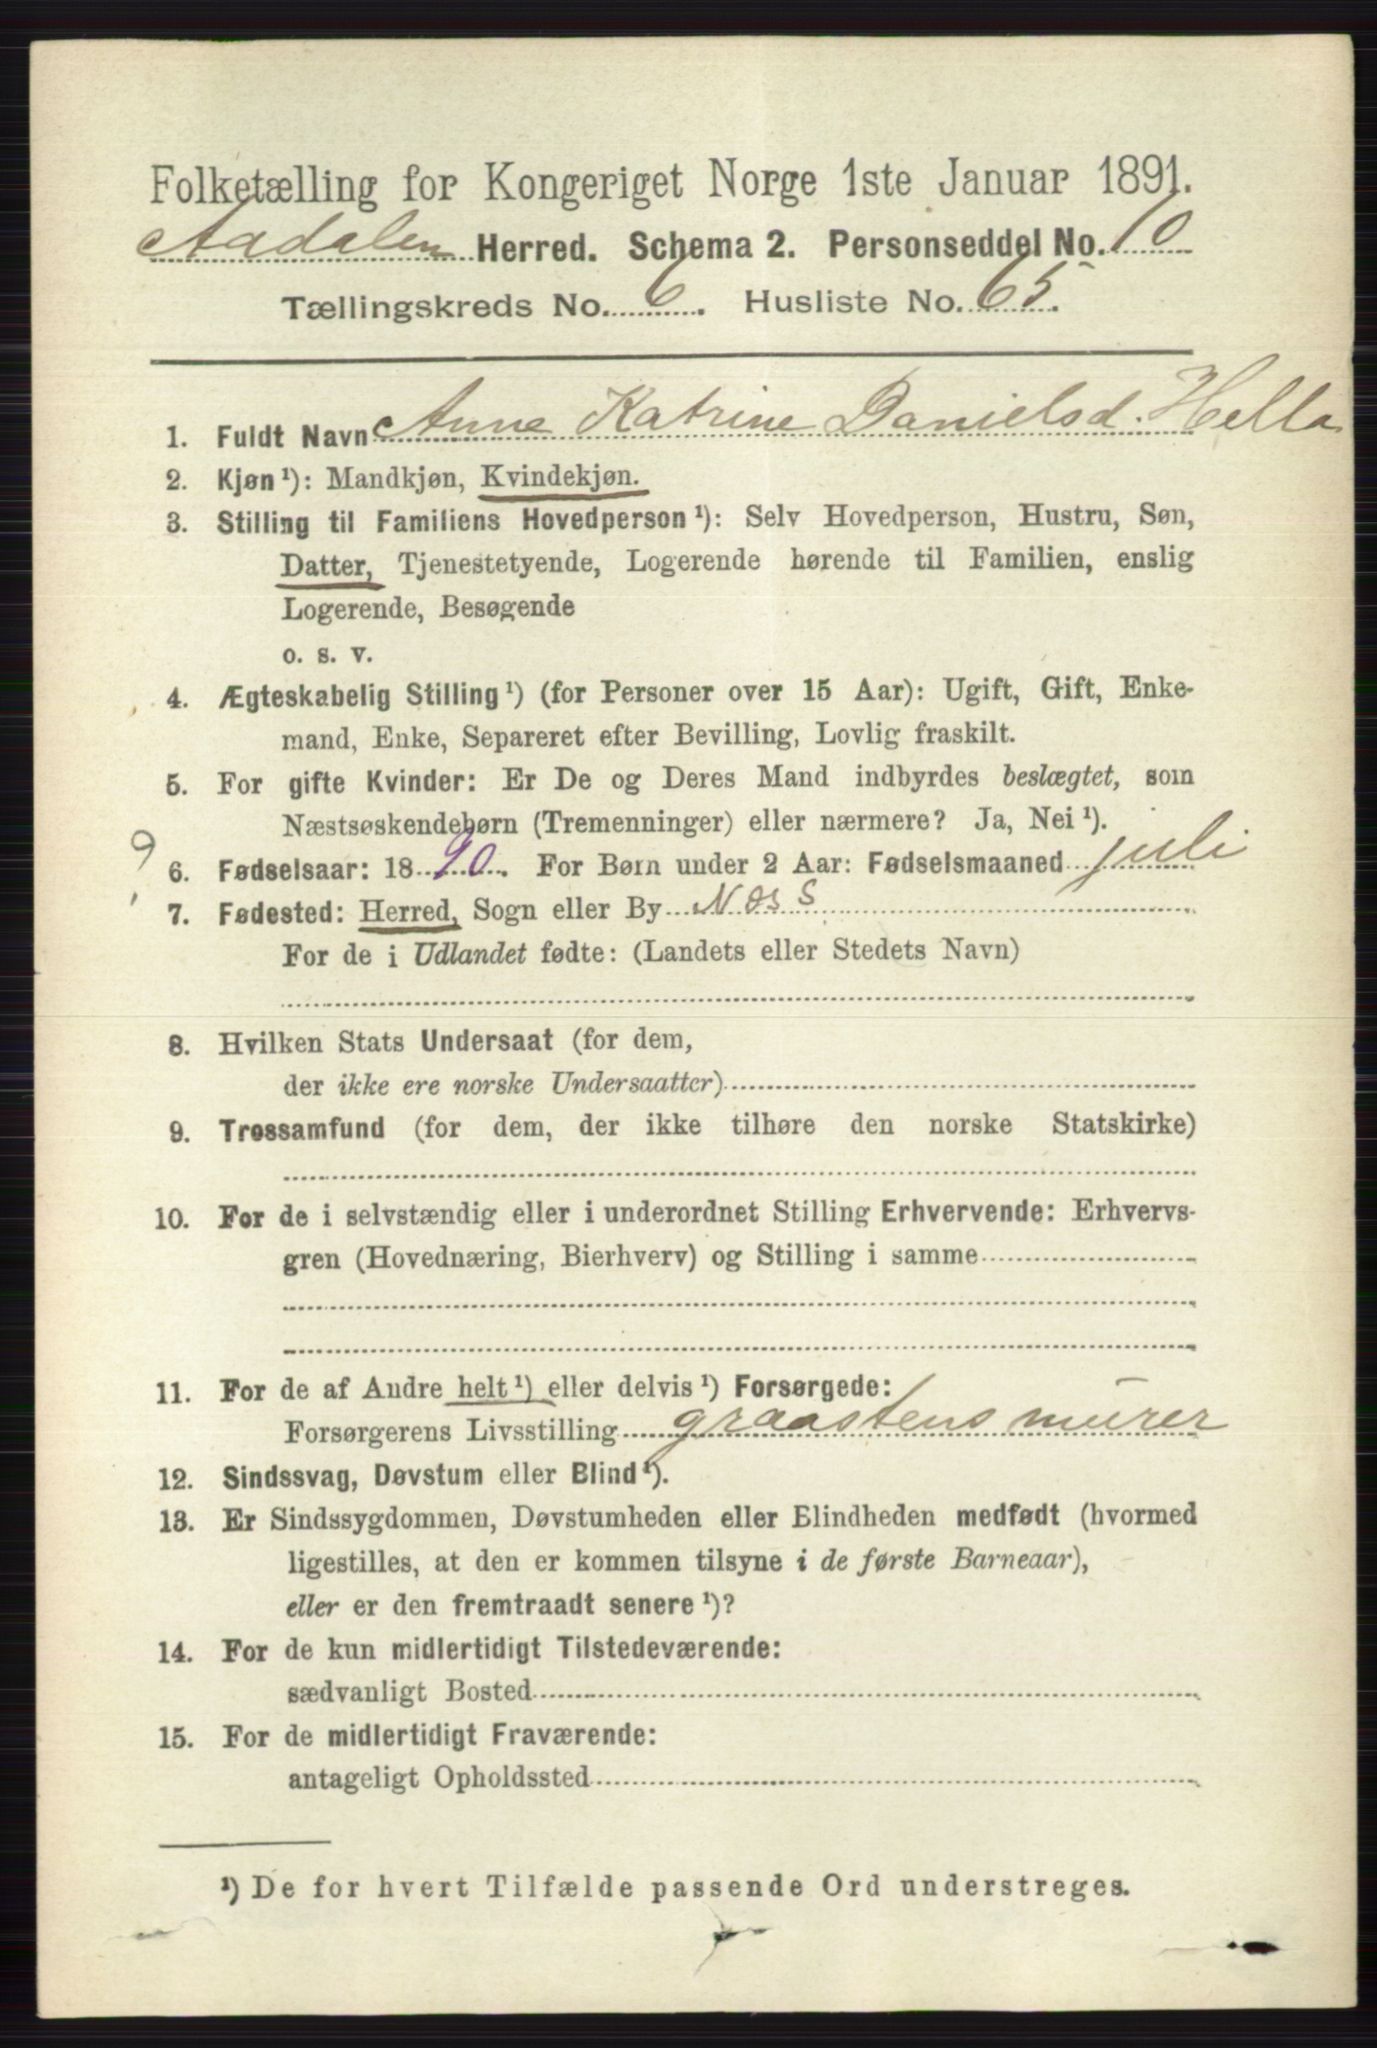 Folketælling for Kongeriget Norge 1ste Januar 1891.
Aadalen Herred. Schema 2. Personseddel No. 10
Tællingskreds No. 6. Husliste No. 65.
1. Fuldt Navn Anne Katrine Danielsd. Hella
2. Kjøn ¹): Mandkjøn, Kvindekjøn.
3. Stilling til Familiens Hovedperson ¹): Selv Hovedperson, Hustru, Søn,
Datter, Tjenestetyende, Logerende hørende til Familien, enslig
Logerende, Besøgende
o. s. v.
4. Ægteskabelig Stilling ¹) (for Personer over 15 Aar): Ugift, Gift, Enke-
mand, Enke, Separeret efter Bevilling, Lovlig fraskilt.
5. For gifte Kvinder: Er De og Deres Mand indbyrdes beslægtet, som
Næstsøskendebørn (Tremenninger) eller nærmere? Ja, Nei ¹).
6. Fødselsaar: 1890. For Børn under 2 Aar: Fødselsmaaned juli
7. Fødested: Herred, Sogn eller By Næss
For de i Udlandet fødte: (Landets eller Stedets Navn)
8. Hvilken Stats Undersaat (for dem,
der ikke ere norske Undersaatter)
9. Trossamfund (for dem, der ikke tilhøre den norske Statskirke)
10. For de i selvstændig eller i underordnet Stilling Erhvervende: Erhvervs-
gren (Hovednæring, Bierhverv) og Stilling i samme
11. For de af Andre helt ¹) eller delvis ¹) Forsørgede:
Forsørgerens Livsstilling graastens murer
12. Sindssvag, Døvstum eller Blind ¹).
13. Er Sindssygdommen, Døvstumheden eller Blindheden medfødt (hvormed
ligestilles, at den er kommen tilsyne i de første Barneaar),
eller er den fremtraadt senere ¹)?
14. For de kun midlertidigt Tilstedeværende:
sædvanligt Bosted
15. For de midlertidigt Fraværende:
antageligt Opholdssted
¹) De for hvert Tilfælde passende Ord understreges.